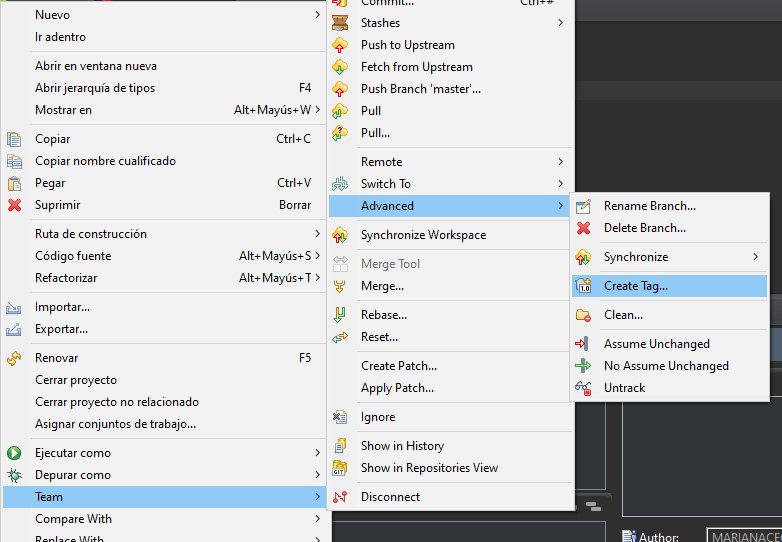 Nuevo
Ir adentro
Abrir en ventana nueva
Abrir jerarquía de tipos F4
Mostrar en Alt+Mayús+W
Copiar Ctrl+C
Copiar nombre cualificado
Pegar Ctrl+V
Suprimir Borrar
Ruta de construcción
Código fuente Alt+Mayús+S
Refactorizar Alt+Mayús+T
Importar...
Exportar...
Renovar F5
Cerrar proyecto
Cerrar proyecto no relacionado
Asignar conjuntos de trabajo...
Ejecutar como
Depurar como
Team
Compare With
Replace With
Commit... Ctrl+#
Stashes
Push to Upstream
Fetch from Upstream
Push Branch 'master'...
Pull
Pull...
Remote
Switch To
Advanced
Synchronize Workspace
Merge Tool
Merge...
Rebase...
Reset...
Create Patch...
Apply Patch...
Ignore
Show in History
GIT
Show in Repositories View
Disconnect
Rename Branch...
Delete Branch...
Synchronize
1.0
Create Tag...
Clean...
Assume Unchanged
No Assume Unchanged
Untrack
Author: MARIANACE